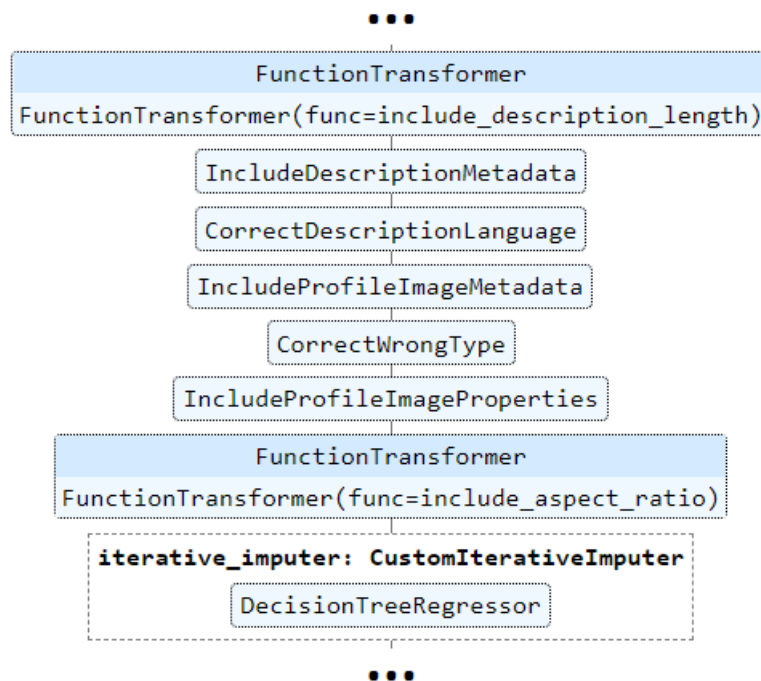 •••
FunctionTransformer
FunctionTransformer(func=include_description_length)
IncludeDescriptionMetadata
CorrectDescriptionLanguage
IncludeProfileImageMetadata
CorrectWrongType
IncludeProfileImageProperties
FunctionTransformer
FunctionTransformer(func=include_aspect_ratio)
iterative_imputer: CustomIterativeImputer
DecisionTreeRegressor
•••